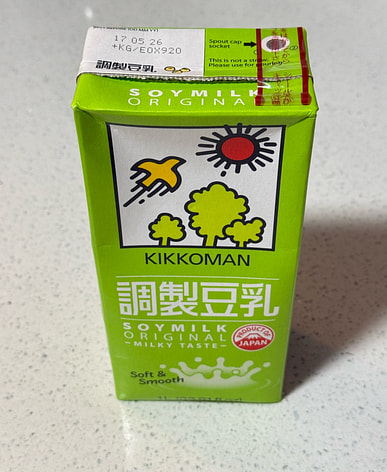 17 05 26
+KG/EOX920
Spout cap
socket
This is not a straw.
Please use for pouring.
調製豆乳
SOYMILK
ORIGINAL
KIKKOMAN
調製豆乳
SOYMILK
ORIGINAL
~MILKY TASTE~
PRODUCT OF
JAPAN
Soft &
Smooth